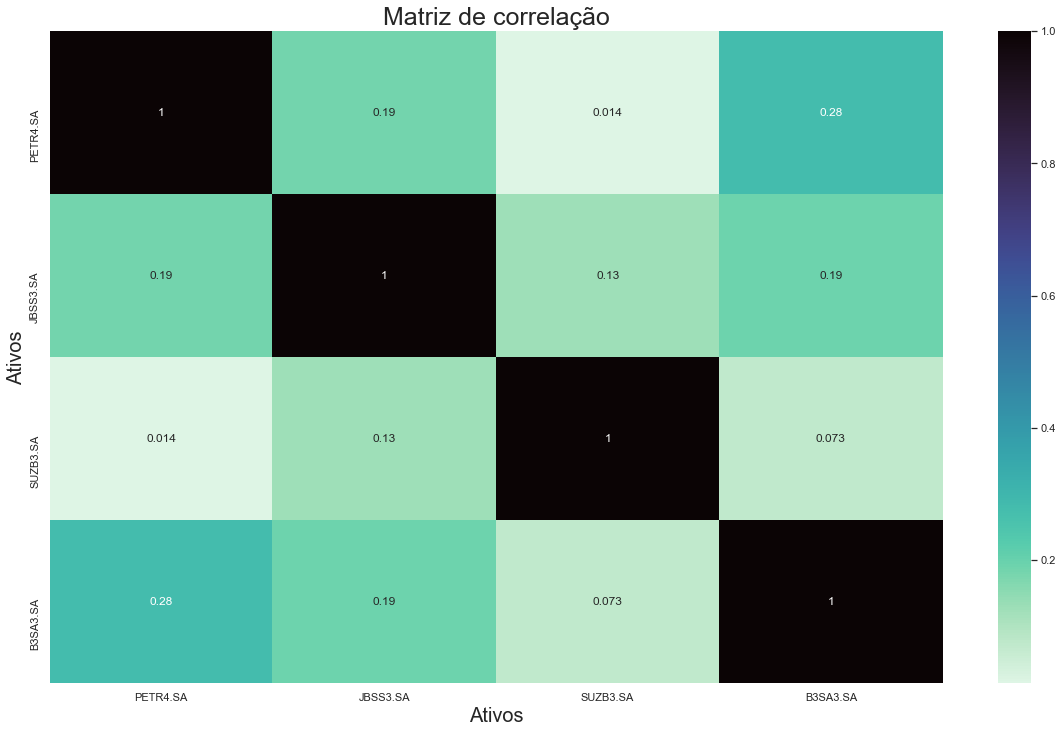 Matriz de correlação
PETR4.SA
1
0.19
0.014
0.28
JBSS3.SA
0.19
1
0.13
0.19
SUZB3.SA
0.014
0.13
1
0.073
B3SA3.SA
0.28
0.19
0.073
1
Ativos
PETR4.SA
JBSS3.SA
SUZB3.SA
B3SA3.SA
Ativos
1.0
0.8
0.6
0.4
0.2